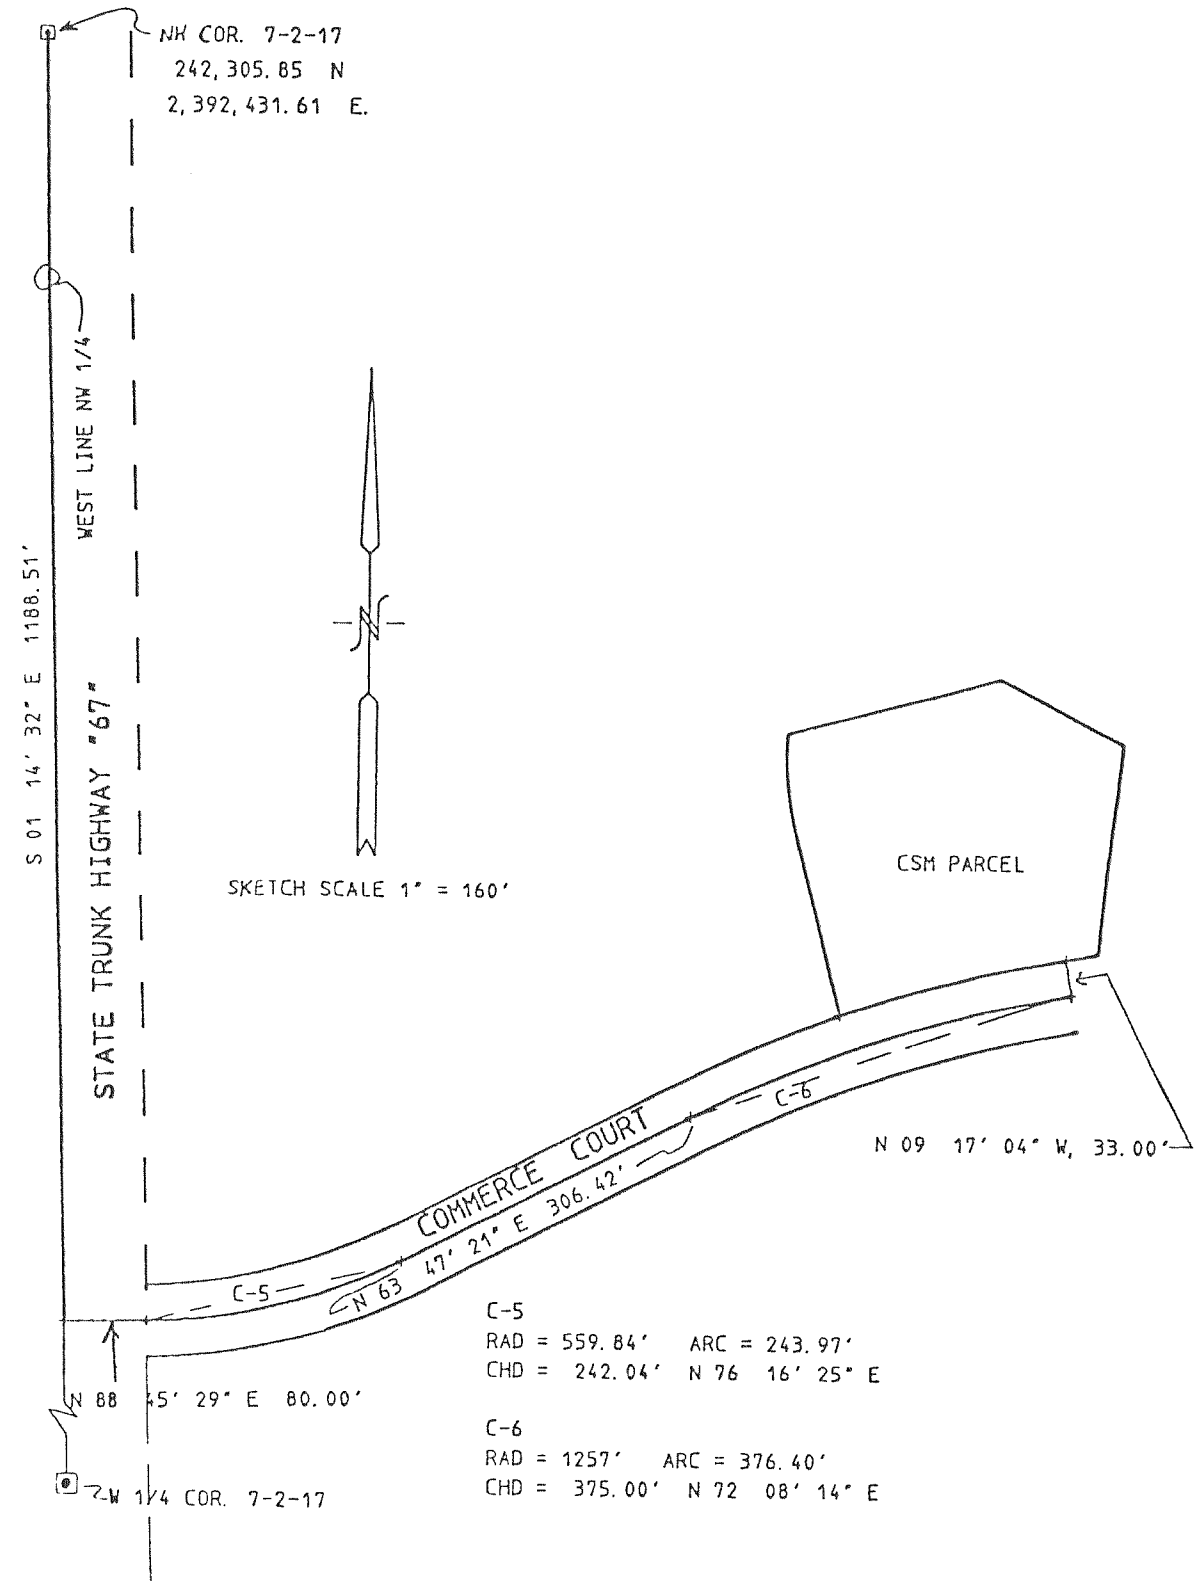 NW COR. 7-2-17
242,305.85 N
2,392,431.61 E.
WEST LINE NW 1/4
S 01 14' 32" E 1188.51'
STATE TRUNK HIGHWAY "67"
N
SKETCH SCALE 1" = 160'
CSM PARCEL
C-6
N 09 17' 04" W, 33.00'
COMMERCE COURT
N 63 47' 21" E 306.42'
C-5
C-5
RAD = 559.84' ARC = 243.97'
CHD = 242.04' N 76 16' 25" E
N 88 45' 29" E 80.00'
C-6
RAD = 1257' ARC = 376.40'
CHD = 375.00' N 72 08' 14" E
W 1/4 COR. 7-2-17